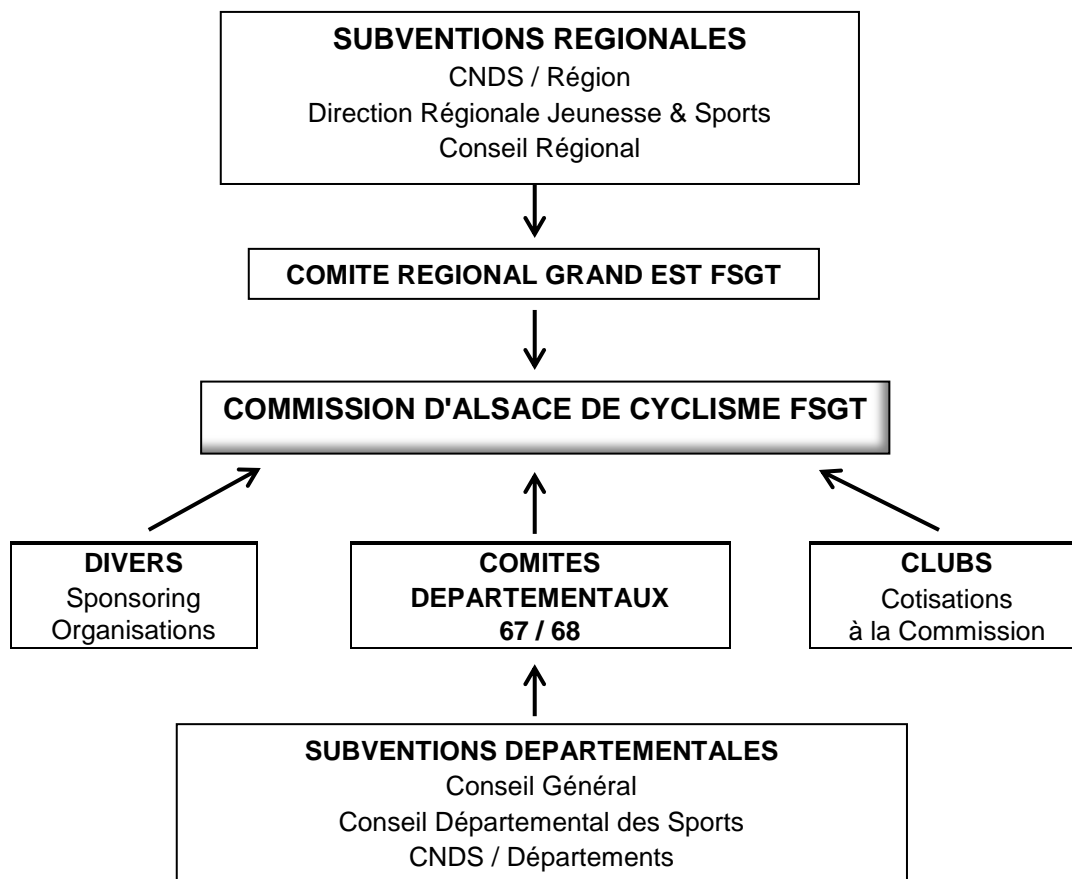 SUBVENTIONS REGIONALES
CNDS / Région
Direction Régionale Jeunesse & Sports
Conseil Régional
COMITE REGIONAL GRAND EST FSGT
COMMISSION D'ALSACE DE CYCLISME FSGT
DIVERS
Sponsoring
Organisations
COMITES
DEPARTEMENTAUX
67 / 68
CLUBS
Cotisations
à la Commission
SUBVENTIONS DEPARTEMENTALES
Conseil Général
Conseil Départemental des Sports
CNDS / Départements